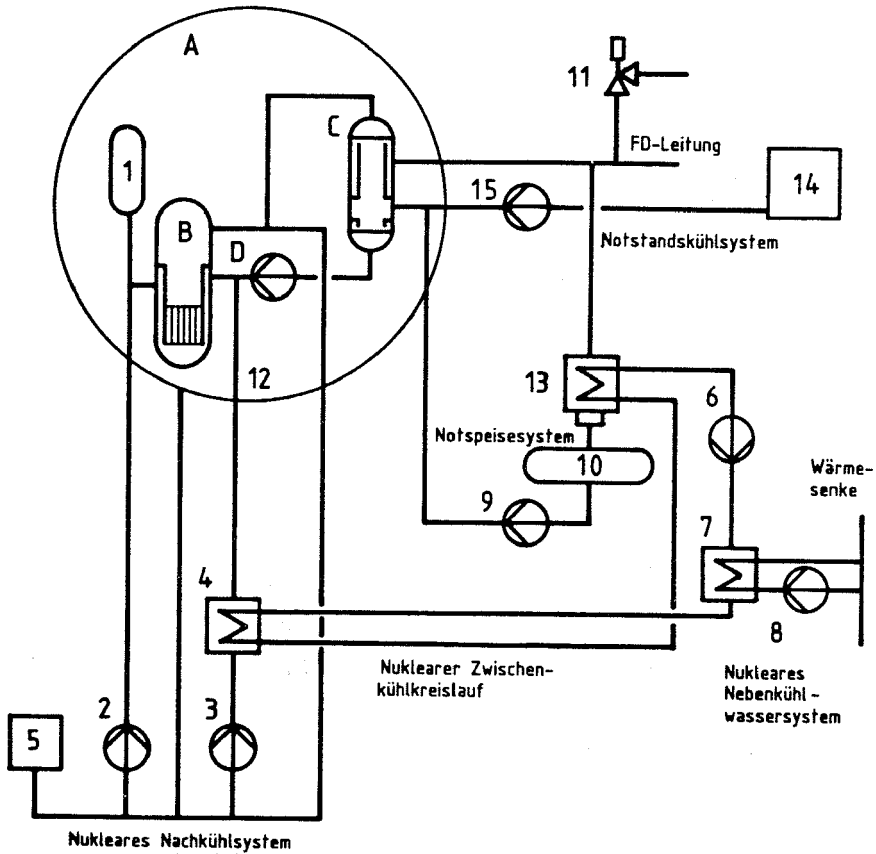 A
11
FD-Leitung
C
1
15
14
B
D
Notstandskühlsystem
12
13
6
Notspeisesystem
10
Wärme-
senke
9
7
4
8
Nuklearer Zwischen-
kühlkreislauf
Nukleares
Nebenkühl-
wassersystem
5
2
3
Nukleares Nachkühlsystem